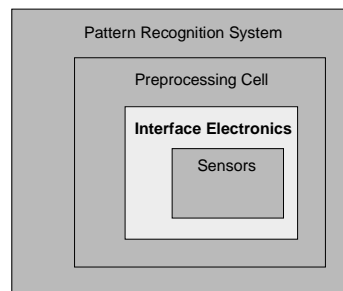 Pattern Recognition System
Preprocessing Cell
Interface Electronics
Sensors